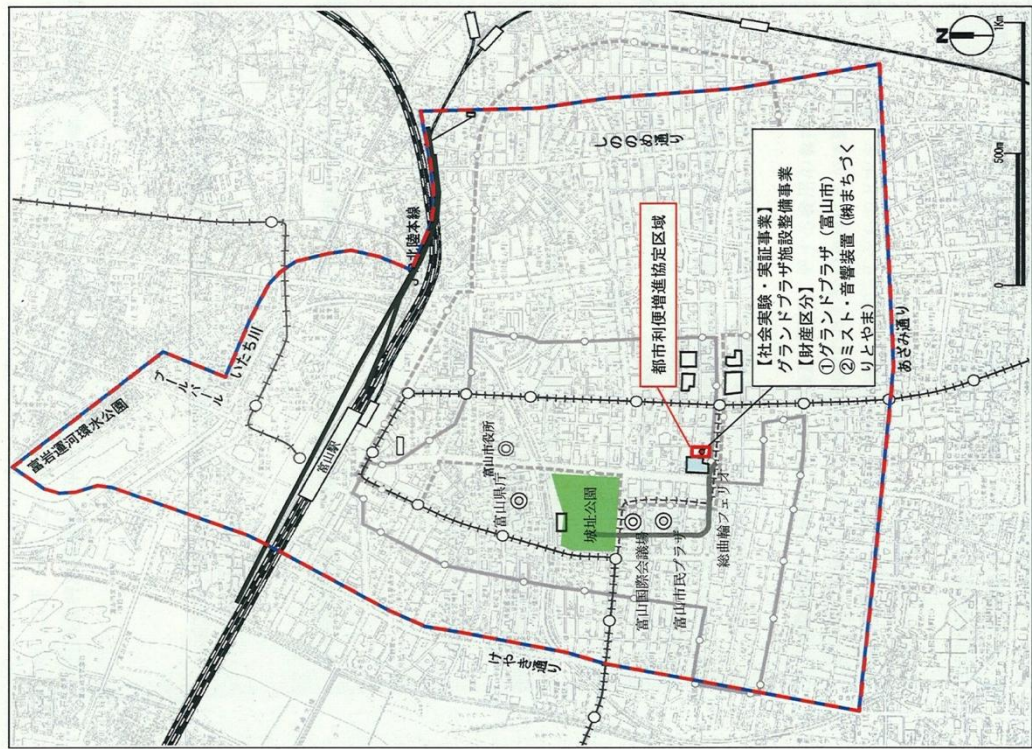 富岩運河環水公園
ブールバール
いたち川
北陸本線
富山駅
しののめ通り
富山県庁
富山市役所
城址公園
富山国際会議場
富山市民プラザ
総曲輪フェリオ
けやき通り
あざみ通り
都市利便増進協定区域
【社会実験・実証事業】
グランドプラザ施設整備事業
【財産区分】
①グランドプラザ（富山市）
②ミスト・音響装置（㈱まちづく
りとやま）
N
0
500m
1Km